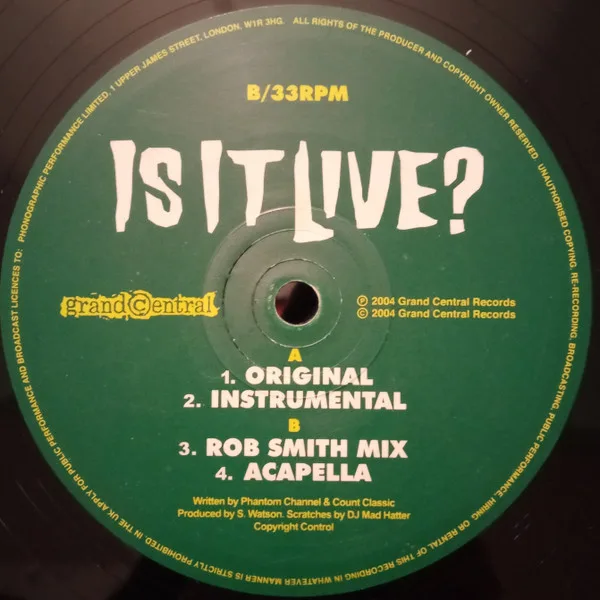 B/33RPM
IS IT LIVE?
grand ©entral
Ⓟ 2004 Grand Central Records
© 2004 Grand Central Records
A
1. ORIGINAL
2. INSTRUMENTAL
B
3. ROB SMITH MIX
4. ACAPELLA
Written by Phantom Channel & Count Classic
Produced by S. Watson. Scratches by DJ Mad Hatter
Copyright Control
ALL RIGHTS OF THE PRODUCER AND COPYRIGHT OWNER RESERVED. UNAUTHORISED COPYING, RE-RECORDING, BROADCASTING, PUBLIC PERFORMANCE, HIRING OR RENTAL OF THIS RECORDING IN WHATEVER MANNER IS STRICTLY PROHIBITED. IN THE UK APPLY FOR PUBLIC PERFORMANCE AND BROADCAST LICENCES TO: PHONOGRAPHIC PERFORMANCE LIMITED, 1 UPPER JAMES STREET, LONDON, W1R 3HG.